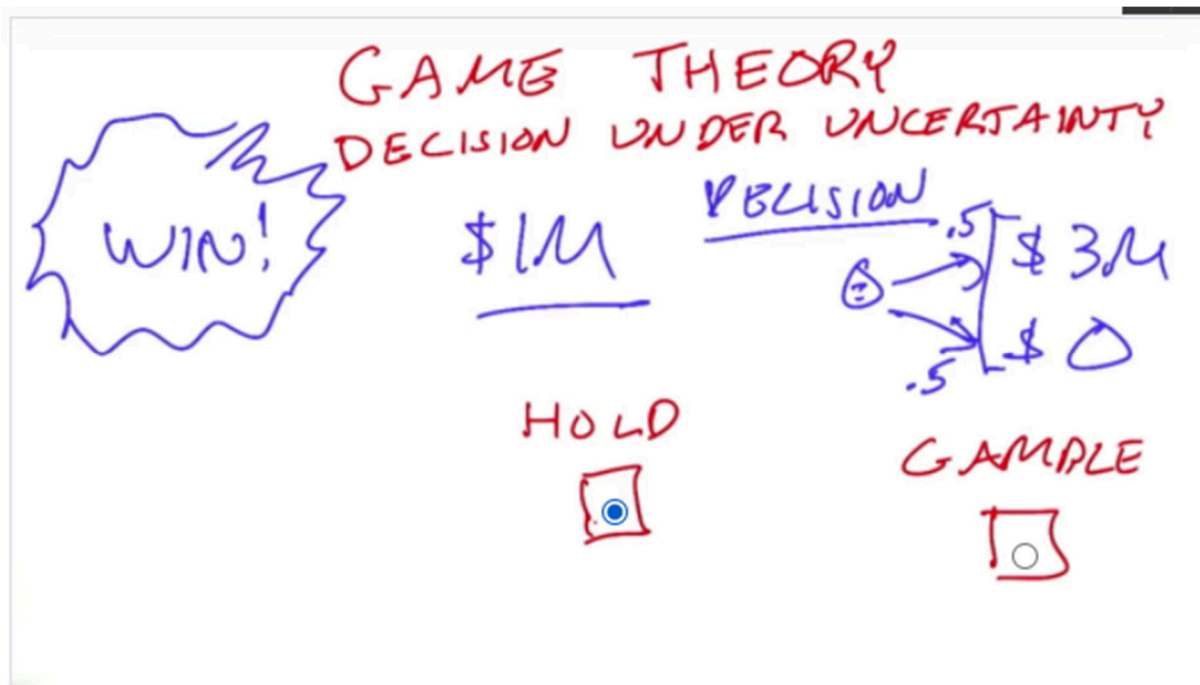 GAME THEORY
DECISION UNDER UNCERTAINTY
WIN!
$1M
DECISION
.5
$ 3M
.5
$ 0
HOLD
GAMBLE